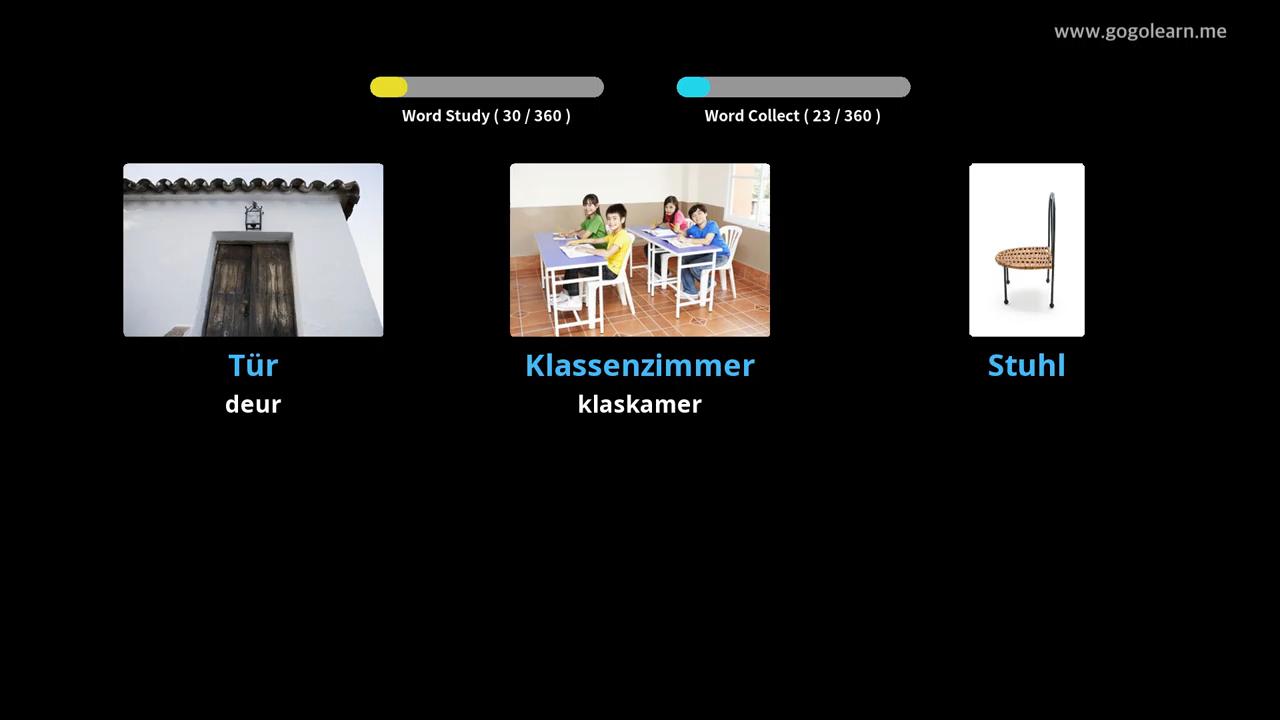 www.gogolearn.me
Word Study ( 30 / 360 )
Word Collect ( 23 / 360 )
Tür
Klassenzimmer
Stuhl
deur
klaskamer